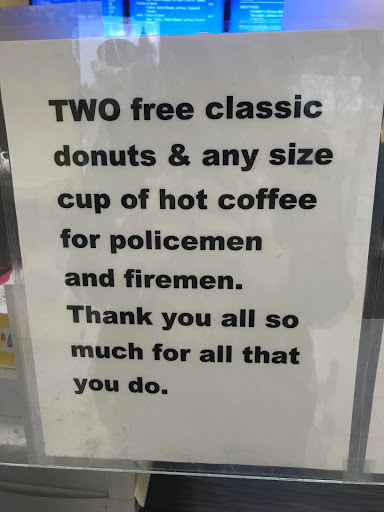 TWO free classic
donuts & any size
cup of hot coffee
for policemen
and firemen.
Thank you all so
much for all that
you do.